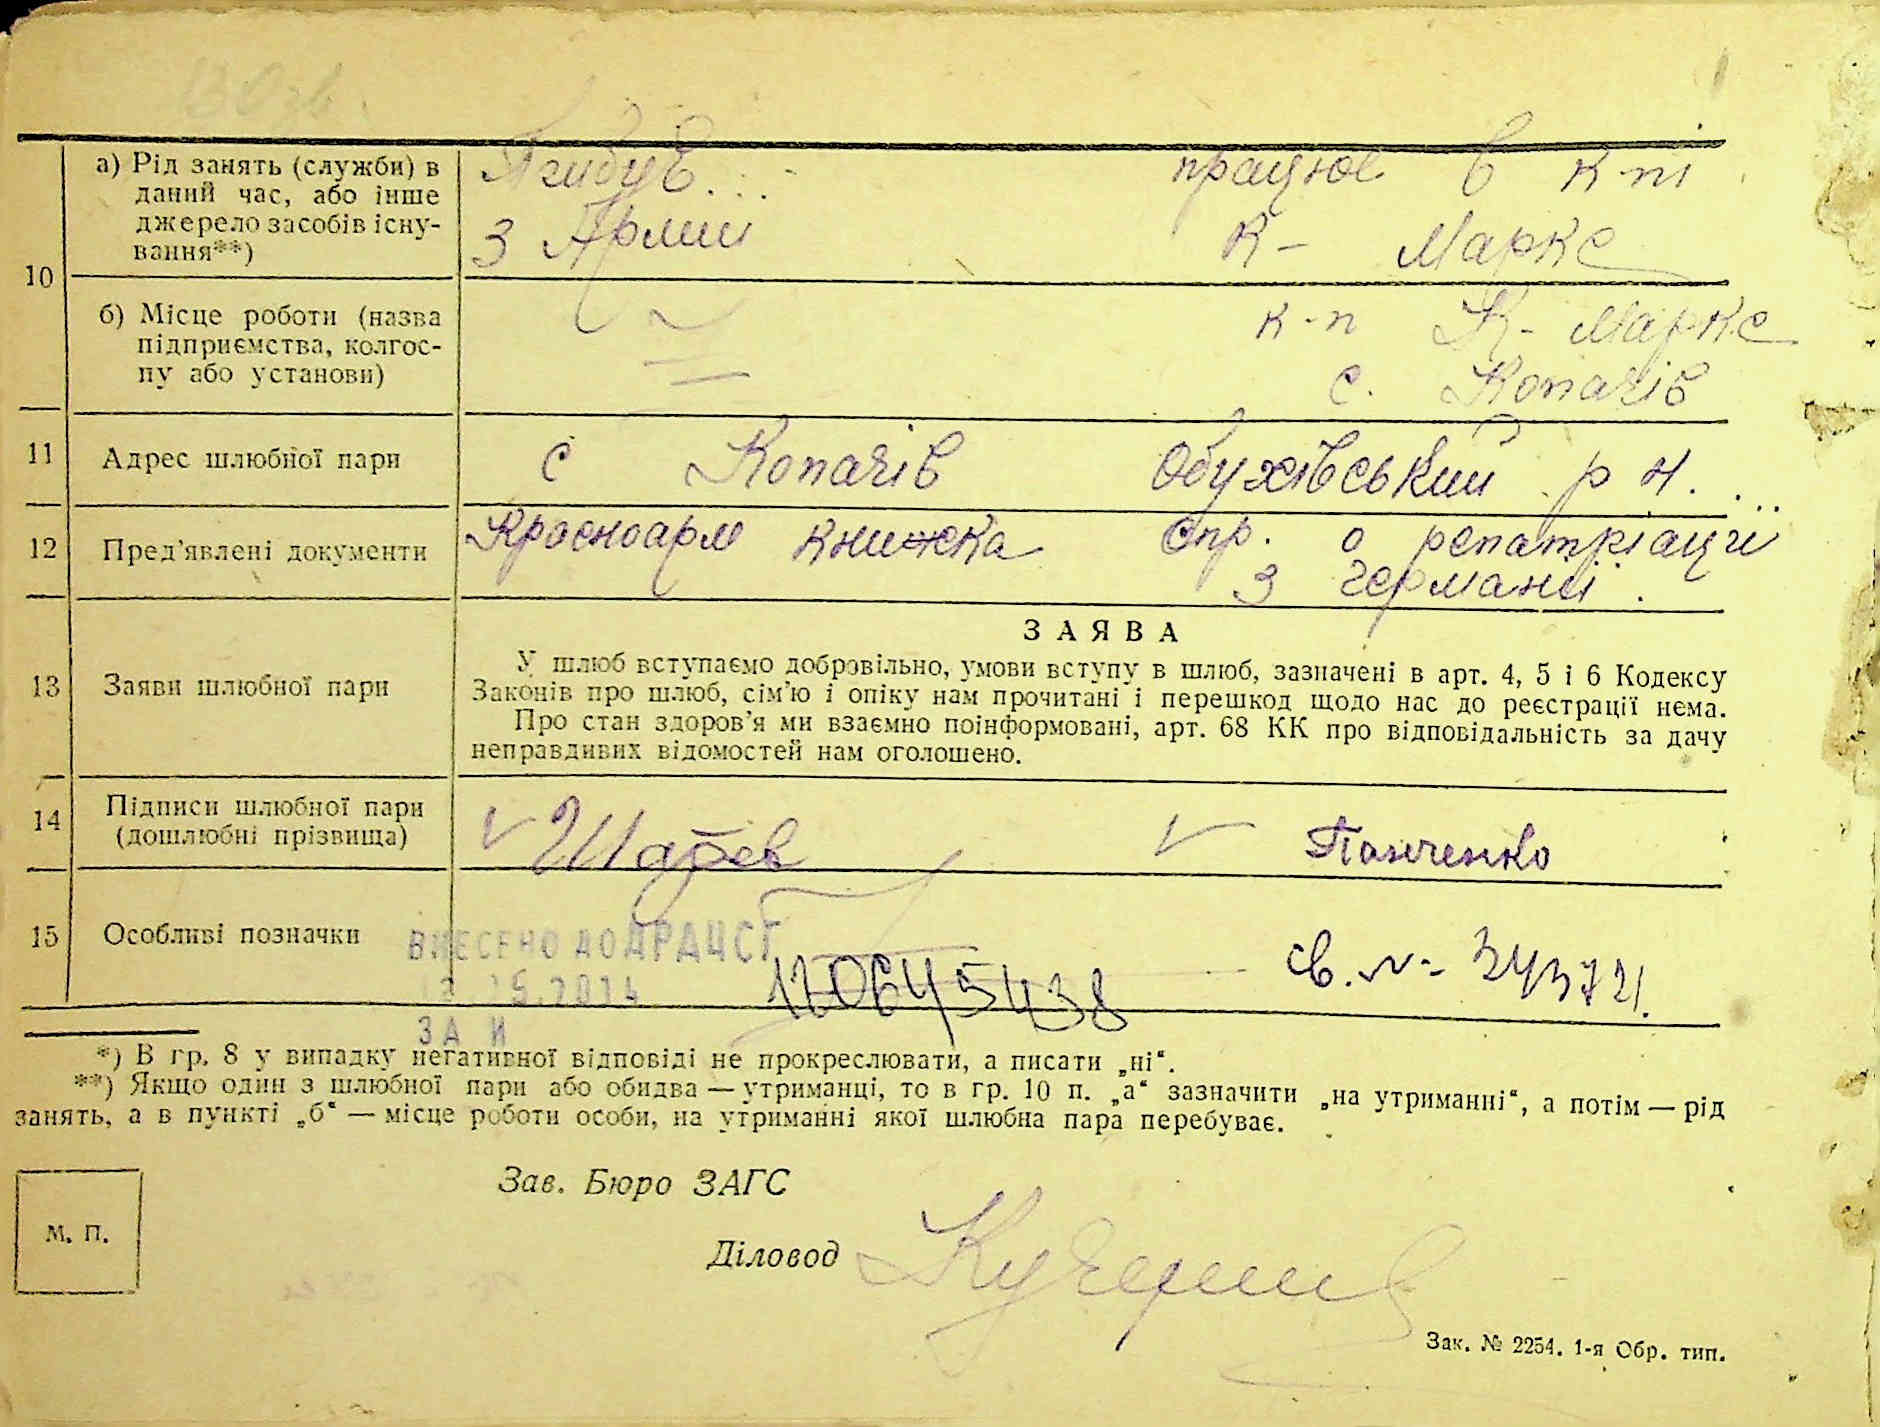 10
а) Рід занять (служби) в даний час, або інше джерело засобів існування**)
Прибув
з Армии
працює в к-пі
К- Маркс
б) Місце роботи (назва підприємства, колгоспу або установи)
к-п К- Маркс
с. Копачів
11 Адрес шлюбної пари
с Копачів Обухівський р н.
12 Пред'явлені документи
Красноарм книжка
Спр. о репатріаціи
з германії.
13 Заяви шлюбної пари
ЗАЯВА
У шлюб вступаємо добровільно, умови вступу в шлюб, зазначені в арт. 4, 5 і 6 Кодексу
Законів про шлюб, сім'ю і опіку нам прочитані і перешкод щодо нас до реєстрації нема.
Про стан здоров'я ми взаємно поінформовані, арт. 68 КК про відповідальність за дачу
неправдивих відомостей нам оголошено.
14 Підписи шлюбної пари
(дошлюбні прізвища)
Панченко
15 Особливі позначки
ВНЕСЕНО ДО ДРАЦСГ
ЗА №
св. № 343721.
*) В гр. 8 у випадку негативної відповіді не прокреслювати, а писати „ні“.
**) Якщо один з шлюбної пари або обидва — утриманці, то в гр. 10 п. „а“ зазначити „на утриманні“, а потім — рід
занять, а в пункті „б“ — місце роботи особи, на утриманні якої шлюбна пара перебуває.
Зав. Бюро ЗАГС
М. П.
Діловод
Зак. № 2254. 1-я Обр. тип.